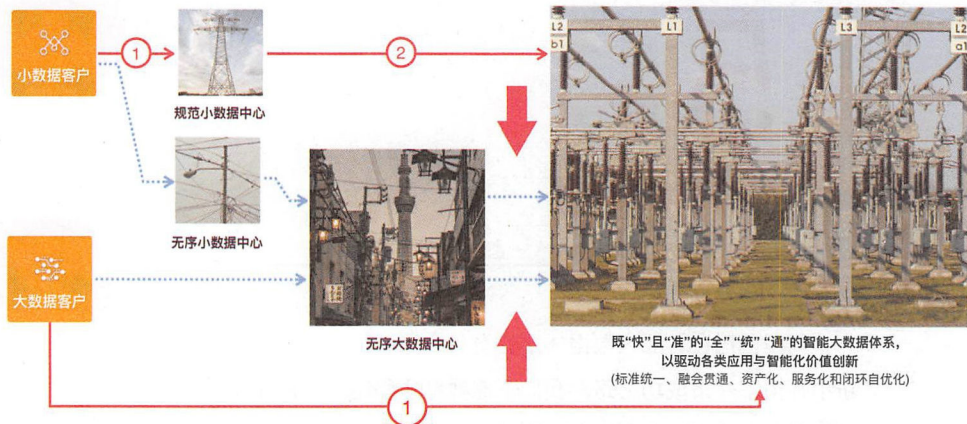 小数据客户
1
规范小数据中心
2
L2
b1
L1
L3
L2
a1
无序小数据中心
大数据客户
无序大数据中心
既“快”且“准”的“全” “统” “通”的智能大数据体系，
以驱动各类应用与智能化价值创新
(标准统一、融会贯通、资产化、服务化和闭环自优化)
1